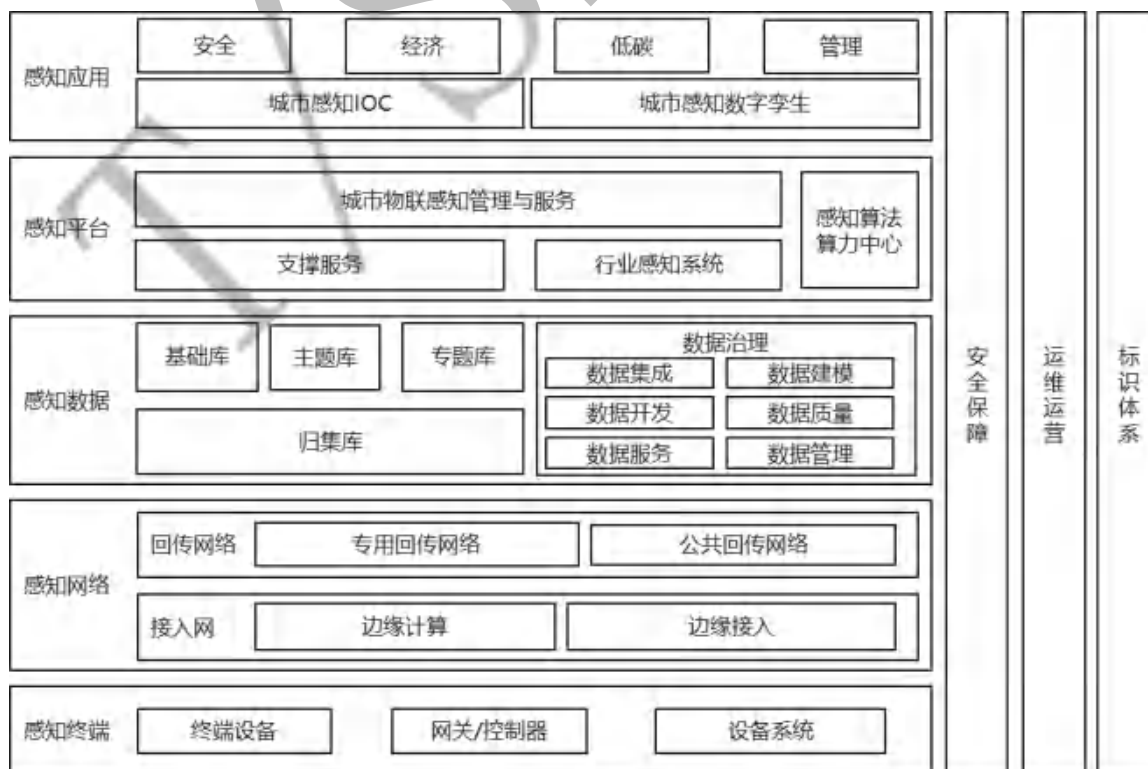 感知应用
安全
经济
低碳
管理
城市感知IOC
城市感知数字孪生
感知平台
城市物联感知管理与服务
支撑服务
行业感知系统
感知算法
算力中心
感知数据
基础库
主题库
专题库
归集库
数据治理
数据集成
数据建模
数据开发
数据质量
数据服务
数据管理
感知网络
回传网络
专用回传网络
公共回传网络
接入网
边缘计算
边缘接入
感知终端
终端设备
网关/控制器
设备系统
安全保障
运维运营
标识体系